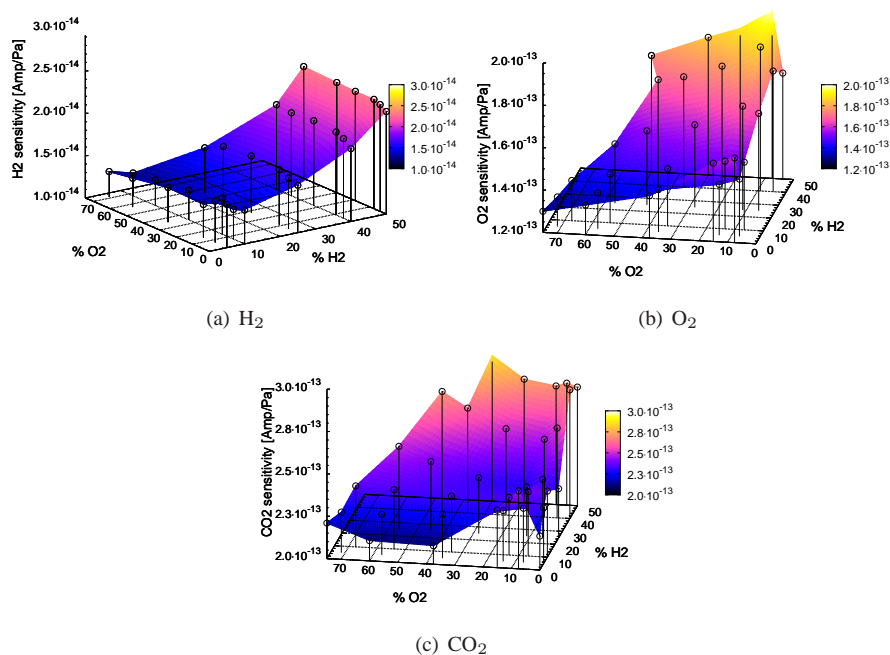 H2 sensitivity [Amp/Pa]
3.0·10⁻¹⁴
2.5·10⁻¹⁴
2.0·10⁻¹⁴
1.5·10⁻¹⁴
1.0·10⁻¹⁴
70 60 50 40 30 20 10 0
% O2
0 10 20 30 40 50
% H2
3.0·10⁻¹⁴
2.5·10⁻¹⁴
2.0·10⁻¹⁴
1.5·10⁻¹⁴
1.0·10⁻¹⁴
(a) H₂
O2 sensitivity [Amp/Pa]
2.0·10⁻¹³
1.8·10⁻¹³
1.6·10⁻¹³
1.4·10⁻¹³
1.2·10⁻¹³
70 60 50 40 30 20 10 0
% O2
0 10 20 30 40 50
% H2
2.0·10⁻¹³
1.8·10⁻¹³
1.6·10⁻¹³
1.4·10⁻¹³
1.2·10⁻¹³
(b) O₂
CO2 sensitivity [Amp/Pa]
3.0·10⁻¹³
2.8·10⁻¹³
2.5·10⁻¹³
2.3·10⁻¹³
2.0·10⁻¹³
70 60 50 40 30 20 10 0
% O2
0 10 20 30 40 50
% H2
3.0·10⁻¹³
2.8·10⁻¹³
2.5·10⁻¹³
2.3·10⁻¹³
2.0·10⁻¹³
(c) CO₂